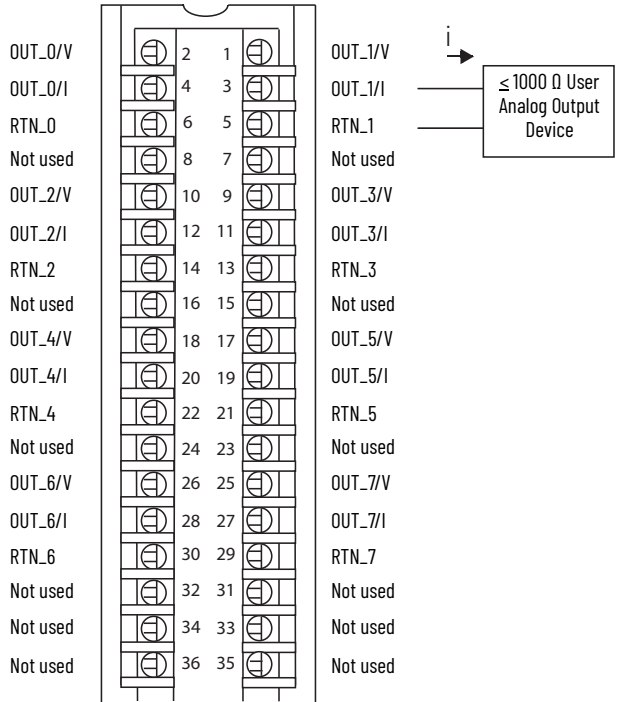 i
OUT_0/V 2 1 OUT_1/V
OUT_0/I 4 3 OUT_1/I
≤ 1000 Ω User
Analog Output
Device
RTN_0 6 5 RTN_1
Not used 8 7 Not used
OUT_2/V 10 9 OUT_3/V
OUT_2/I 12 11 OUT_3/I
RTN_2 14 13 RTN_3
Not used 16 15 Not used
OUT_4/V 18 17 OUT_5/V
OUT_4/I 20 19 OUT_5/I
RTN_4 22 21 RTN_5
Not used 24 23 Not used
OUT_6/V 26 25 OUT_7/V
OUT_6/I 28 27 OUT_7/I
RTN_6 30 29 RTN_7
Not used 32 31 Not used
Not used 34 33 Not used
Not used 36 35 Not used